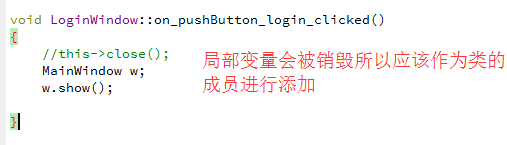 void LoginWindow::on_pushButton_login_clicked()
{
//this->close();
MainWindow w;
w.show();
局部变量会被销毁所以应该作为类的
成员进行添加
}